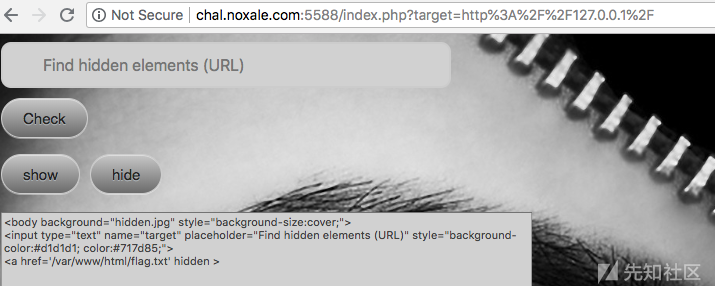 Not Secure | chal.noxale.com:5588/index.php?target=http%3A%2F%2F127.0.0.1%2F
Find hidden elements (URL)
Check
show hide
<body background="hidden.jpg" style="background-size:cover;">
<input type="text" name="target" placeholder="Find hidden elements (URL)" style="background-
color:#d1d1d1; color:#717d85;">
<a href='/var/www/html/flag.txt' hidden >
先知社区